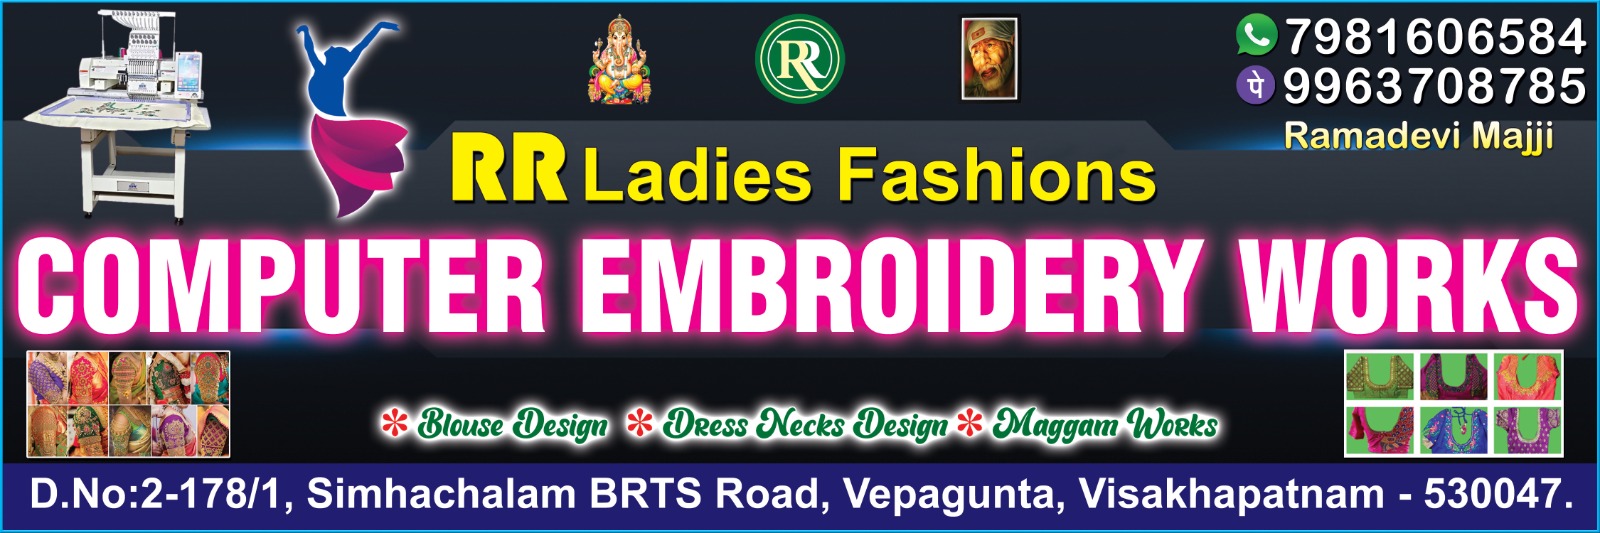 RR
7981606584
पे 9963708785
Ramadevi Majji
RR Ladies Fashions
COMPUTER EMBROIDERY WORKS
* Blouse Design * Dress Necks Design * Maggam Works
D.No:2-178/1, Simhachalam BRTS Road, Vepagunta, Visakhapatnam - 530047.